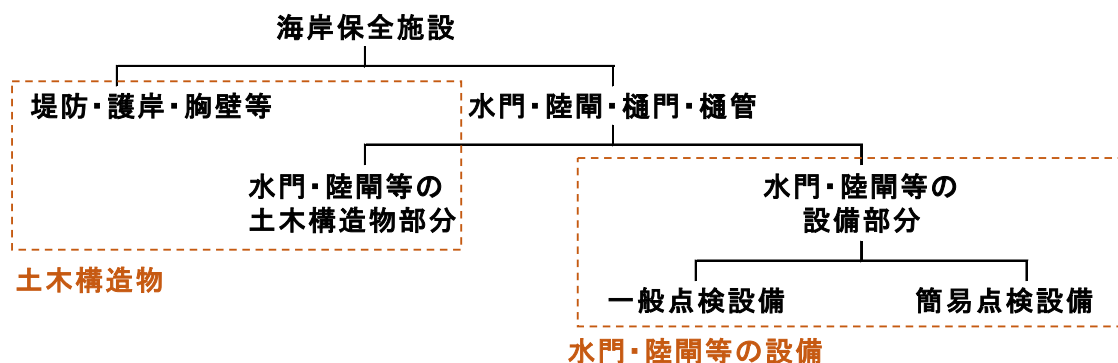 海岸保全施設
堤防・護岸・胸壁等
水門・陸閘・樋門・樋管
水門・陸閘等の
土木構造物部分
水門・陸閘等の
設備部分
土木構造物
一般点検設備
簡易点検設備
水門・陸閘等の設備